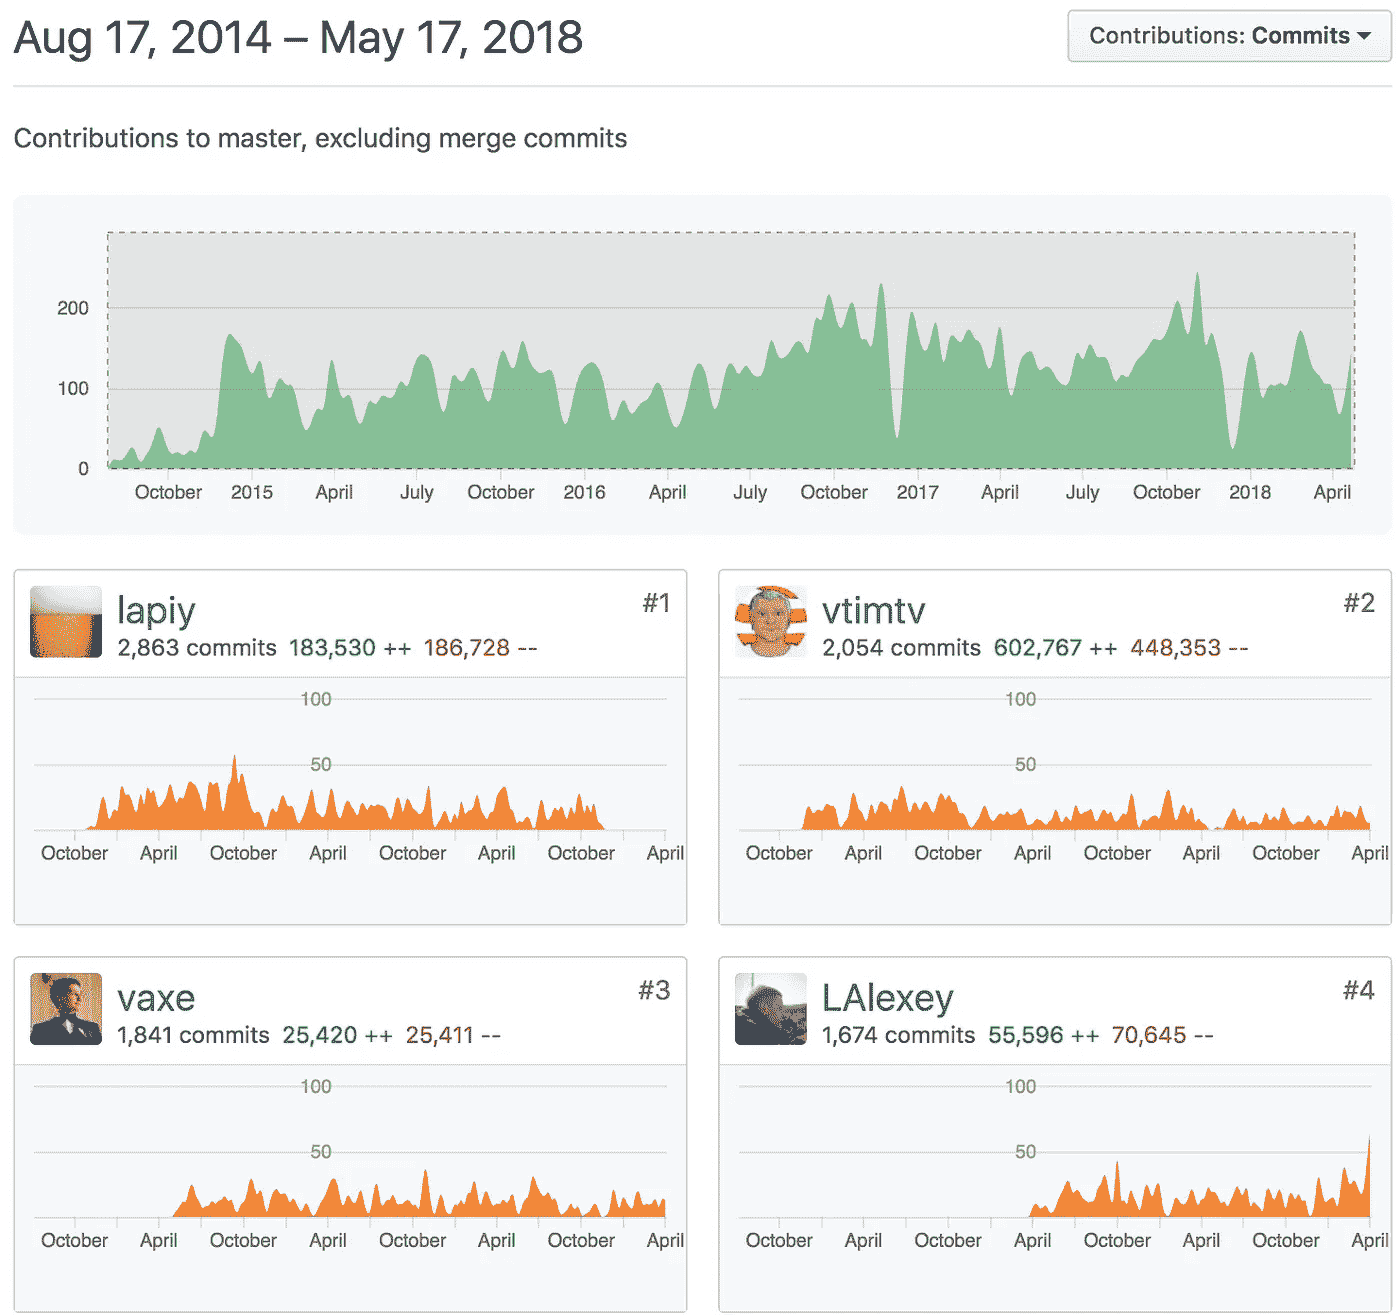 Aug 17, 2014 – May 17, 2018
Contributions: Commits
Contributions to master, excluding merge commits
200
100
0
October 2015 April July October 2016 April July October 2017 April July October 2018 April
lapiy #1
2,863 commits 183,530 ++ 186,728 --
100
50
October April October April October April October April
vtimtv #2
2,054 commits 602,767 ++ 448,353 --
100
50
October April October April October April October April
vaxe #3
1,841 commits 25,420 ++ 25,411 --
100
50
October April October April October April October April
LAlexey #4
1,674 commits 55,596 ++ 70,645 --
100
50
October April October April October April October April